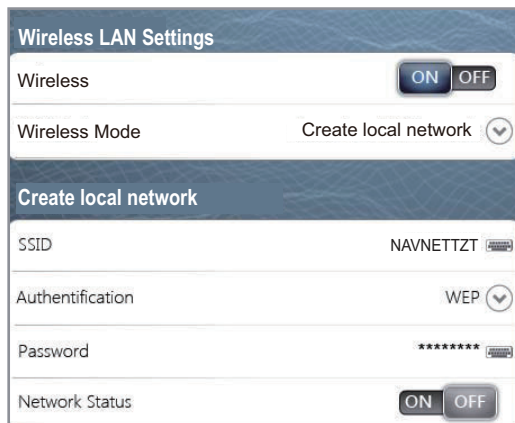 Wireless LAN Settings
Wireless ON OFF
Wireless Mode Create local network
Create local network
SSID NAVNETTZT
Authentification WEP
Password ********
Network Status ON OFF